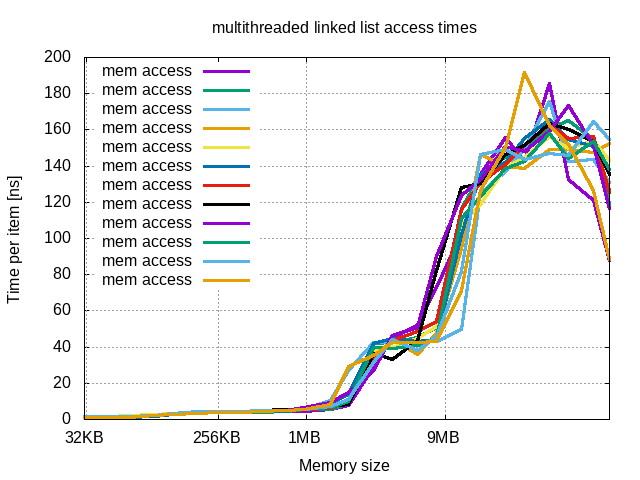 multithreaded linked list access times
Time per item [ns]
200
180
160
140
120
100
80
60
40
20
0
mem access
mem access
mem access
mem access
mem access
mem access
mem access
mem access
mem access
mem access
mem access
mem access
32KB 256KB 1MB 9MB
Memory size